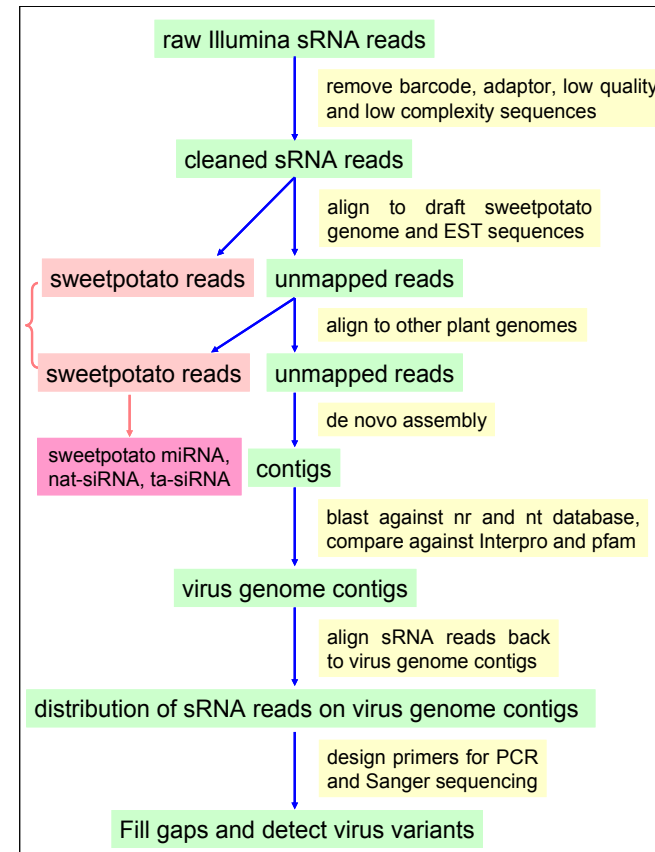 raw Illumina sRNA reads
remove barcode, adaptor, low quality
and low complexity sequences
cleaned sRNA reads
align to draft sweetpotato
genome and EST sequences
sweetpotato reads
unmapped reads
align to other plant genomes
sweetpotato reads
unmapped reads
de novo assembly
sweetpotato miRNA,
nat-siRNA, ta-siRNA
contigs
blast against nr and nt database,
compare against Interpro and pfam
virus genome contigs
align sRNA reads back
to virus genome contigs
distribution of sRNA reads on virus genome contigs
design primers for PCR
and Sanger sequencing
Fill gaps and detect virus variants